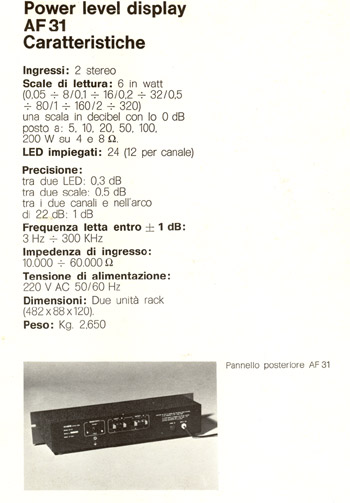 Power level display
AF 31
Caratteristiche
Ingressi: 2 stereo
Scale di lettura: 6 in watt
(0,05 ÷ 8/0,1 ÷ 16/0,2 ÷ 32/0,5
÷ 80/1 ÷ 160/2 ÷ 320)
una scala in decibel con lo 0 dB
posto a: 5, 10, 20, 50, 100,
200 W su 4 e 8 Ω.
LED impiegati: 24 (12 per canale)
Precisione:
tra due LED: 0,3 dB
tra due scale: 0,5 dB
tra i due canali e nell'arco
di 22 dB: 1 dB
Frequenza letta entro ± 1 dB:
3 Hz ÷ 300 KHz
Impedenza di ingresso:
10.000 ÷ 60.000 Ω
Tensione di alimentazione:
220 V AC 50/60 Hz
Dimensioni: Due unità rack
(482 x 88 x 120).
Peso: Kg. 2,650
Pannello posteriore AF 31